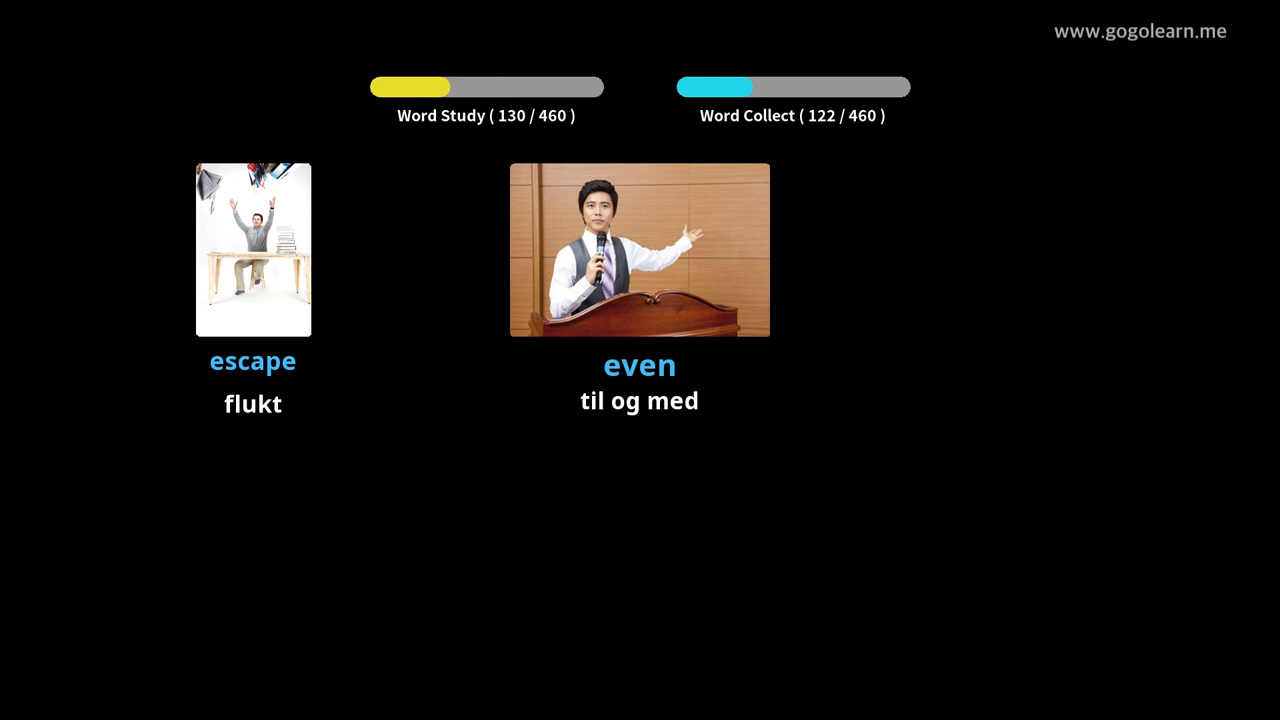 www.gogolearn.me
Word Study ( 130 / 460 )
Word Collect ( 122 / 460 )
escape
flukt
even
til og med